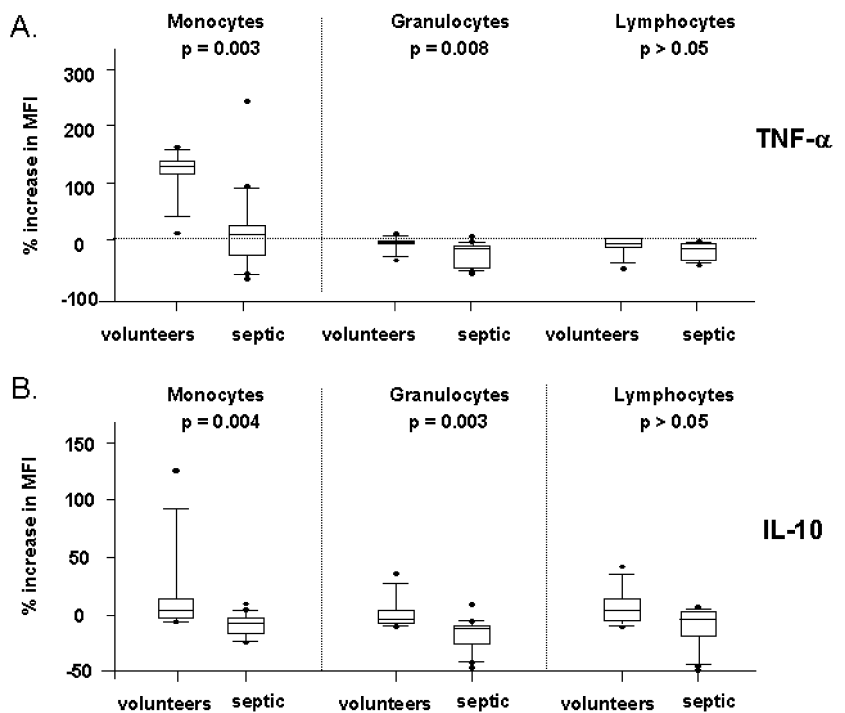 A.
Monocytes Granulocytes Lymphocytes
p = 0.003 p = 0.008 p > 0.05
% increase in MFI
300
200
100
0
-100
TNF-α
volunteers septic volunteers septic volunteers septic
B.
Monocytes Granulocytes Lymphocytes
p = 0.004 p = 0.003 p > 0.05
% increase in MFI
150
100
50
0
-50
IL-10
volunteers septic volunteers septic volunteers septic